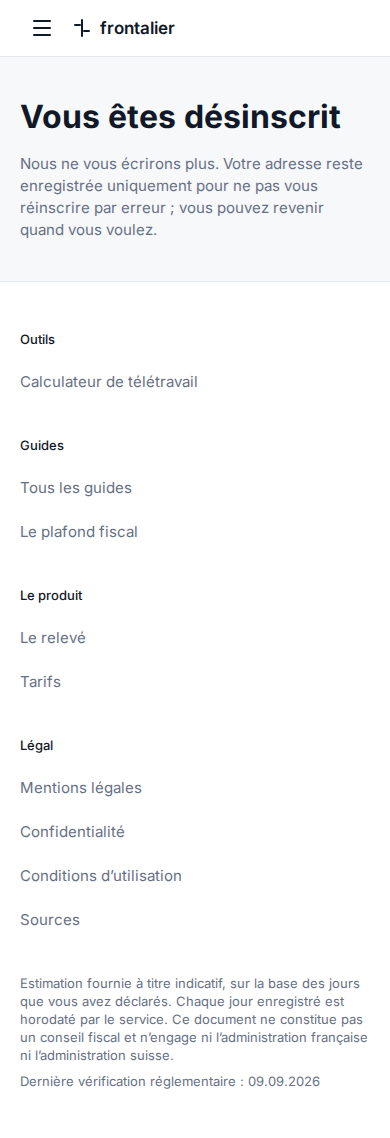 frontalier
Vous êtes désinscrit
Nous ne vous écrirons plus. Votre adresse reste
enregistrée uniquement pour ne pas vous
réinscrire par erreur ; vous pouvez revenir
quand vous voulez.
Outils
Calculateur de télétravail
Guides
Tous les guides
Le plafond fiscal
Le produit
Le relevé
Tarifs
Légal
Mentions légales
Confidentialité
Conditions d’utilisation
Sources
Estimation fournie à titre indicatif, sur la base des jours
que vous avez déclarés. Chaque jour enregistré est
horodaté par le service. Ce document ne constitue pas
un conseil fiscal et n’engage ni l’administration française
ni l’administration suisse.
Dernière vérification réglementaire : 09.09.2026